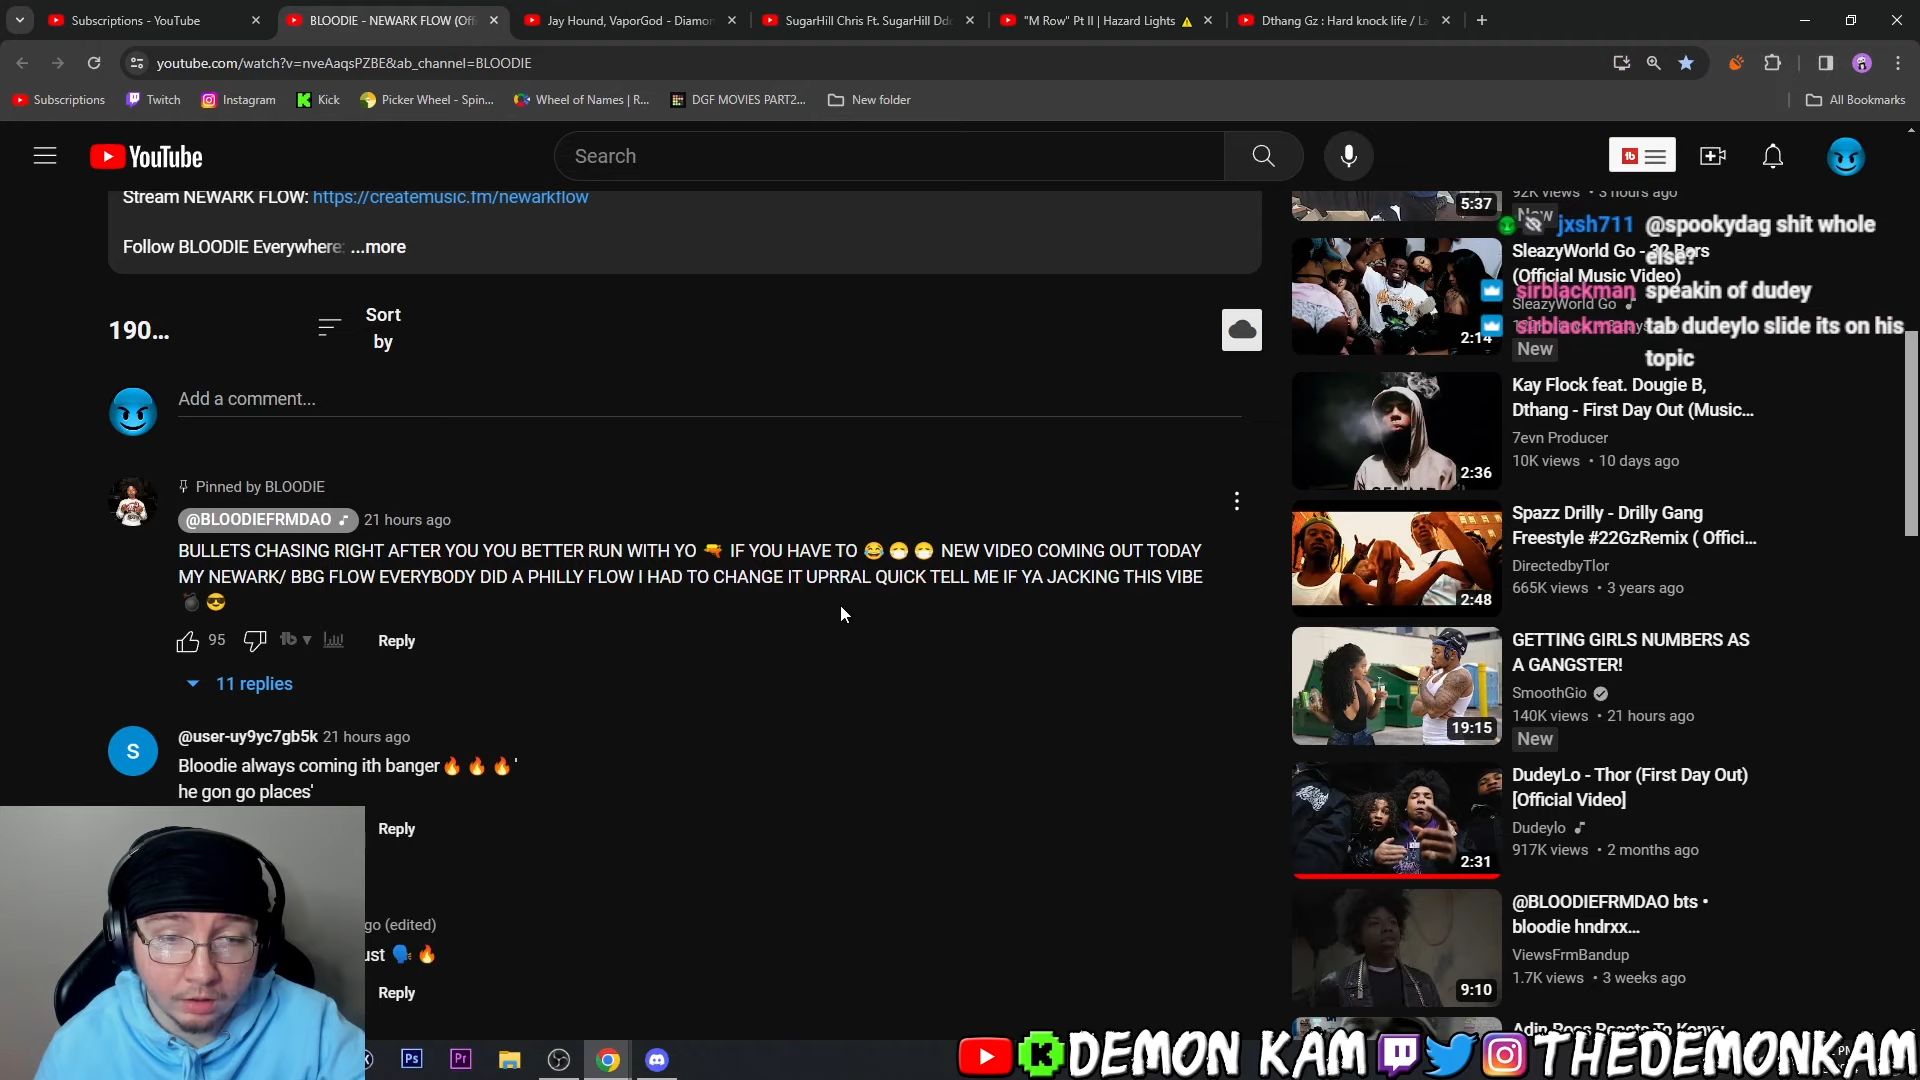 Subscriptions - YouTube
BLOODIE - NEWARK FLOW (Offi
Jay Hound, VaporGod - Diamon
SugarHill Chris Ft. SugarHill Ddo
"M Row" Pt II | Hazard Lights ⚠
Dthang Gz : Hard knock life / La
youtube.com/watch?v=nveAaqsPZBE&ab_channel=BLOODIE
Subscriptions
Twitch
Instagram
Kick
Picker Wheel - Spin...
Wheel of Names | R...
DGF MOVIES PART2...
New folder
All Bookmarks
YouTube
Search
Stream NEWARK FLOW: https://createmusic.fm/newarkflow
Follow BLOODIE Everywhere: ...more
190...
Sort
by
Add a comment...
Pinned by BLOODIE
@BLOODIEFRMDAO 21 hours ago
BULLETS CHASING RIGHT AFTER YOU YOU BETTER RUN WITH YO 🔫 IF YOU HAVE TO 😂😷😷 NEW VIDEO COMING OUT TODAY
MY NEWARK/ BBG FLOW EVERYBODY DID A PHILLY FLOW I HAD TO CHANGE IT UPRRAL QUICK TELL ME IF YA JACKING THIS VIBE
💣😎
95
Reply
11 replies
S
@user-uy9yc7gb5k 21 hours ago
Bloodie always coming ith banger🔥🔥🔥'
he gon go places'
Reply
go (edited)
ust 🗣🔥
Reply
92K views • 3 hours ago
5:37
New
jxsh711 @spookydag shit whole
else?
sirblackman speakin of dudey
sirblackman tab dudeylo slide its on his
topic
SleazyWorld Go - 32 Bars
(Official Music Video)
SleazyWorld Go
2:14
New
Kay Flock feat. Dougie B,
Dthang - First Day Out (Music...
7evn Producer
10K views • 10 days ago
2:36
Spazz Drilly - Drilly Gang
Freestyle #22GzRemix ( Offici...
DirectedbyTlor
665K views • 3 years ago
2:48
GETTING GIRLS NUMBERS AS
A GANGSTER!
SmoothGio
140K views • 21 hours ago
19:15
New
DudeyLo - Thor (First Day Out)
[Official Video]
Dudeylo
917K views • 2 months ago
2:31
@BLOODIEFRMDAO bts •
bloodie hndrxx...
ViewsFrmBandup
1.7K views • 3 weeks ago
9:10
Ps
Pr
DEMON KAM
THEDEMONKAM